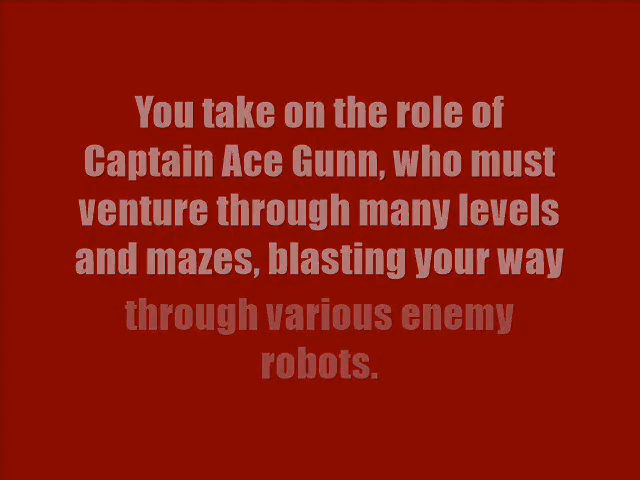 You take on the role of
Captain Ace Gunn, who must
venture through many levels
and mazes, blasting your way
through various enemy
robots.